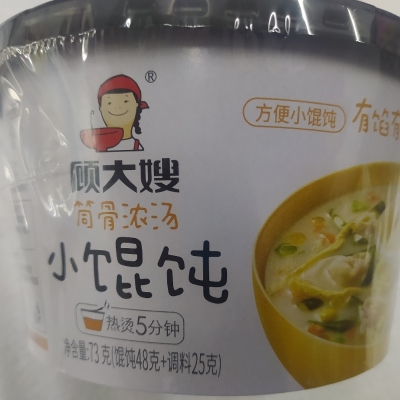 ®
顾大嫂
筒骨浓汤
小馄饨
热烫5分钟
净含量:73克(馄饨48克+调料25克)
方便小馄饨
有馅